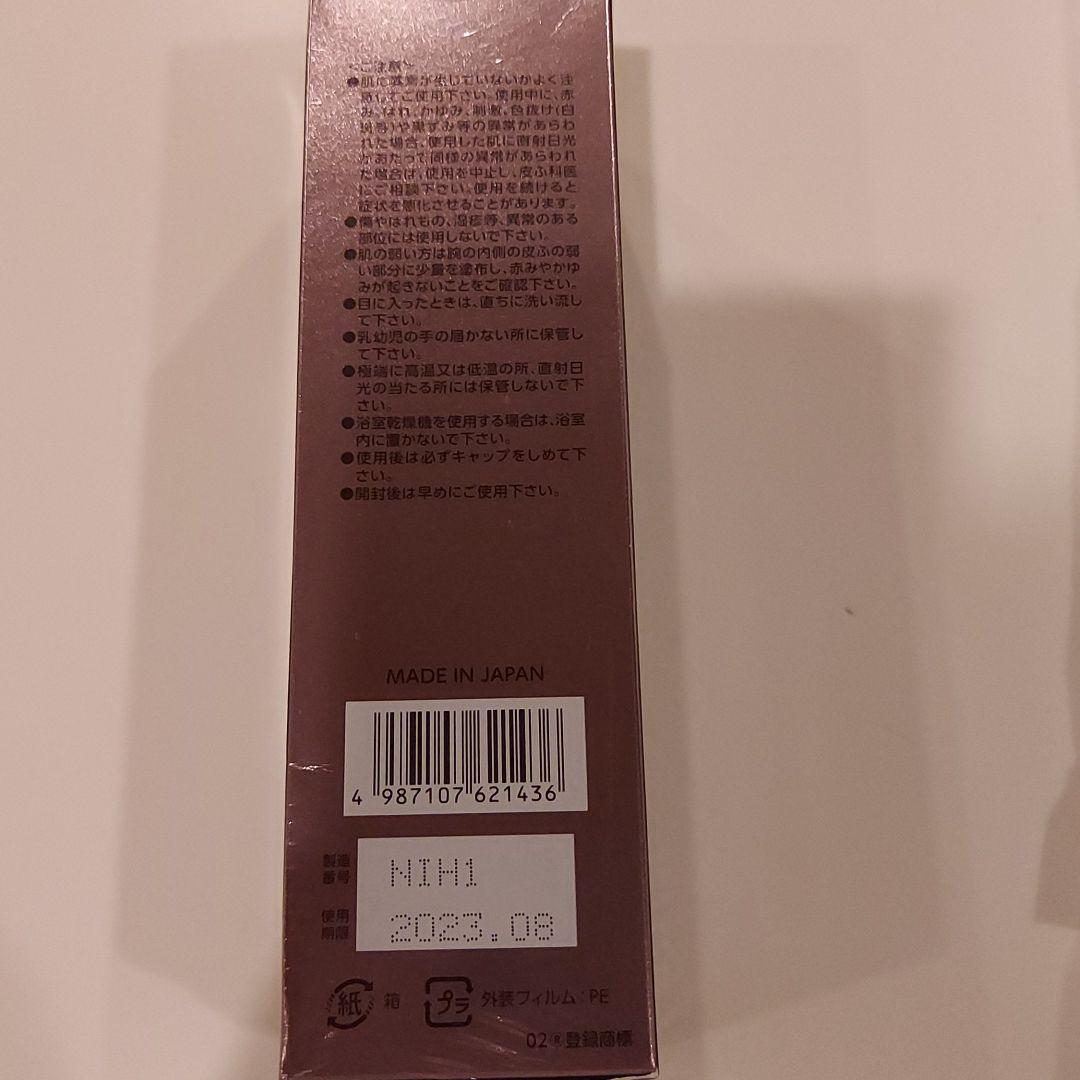 <ご注意>
●肌に異常が生じていないかよく注
意してご使用下さい。使用中に、赤
み、はれ、かゆみ、刺激、色抜け(白
斑等)や黒ずみ等の異常があらわ
れた場合、使用した肌に直射日光
があたって同様の異常があらわれ
た場合は、使用を中止し、皮ふ科医
にご相談下さい。使用を続けると
症状を悪化させることがあります。
●傷やはれもの、湿疹等、異常のある
部位には使用しないで下さい。
●肌の弱い方は腕の内側の皮ふの弱
い部分に少量を塗布し、赤みやかゆ
みが起きないことをご確認下さい。
●目に入ったときは、直ちに洗い流し
て下さい。
●乳幼児の手の届かない所に保管し
て下さい。
●極端に高温又は低温の所、直射日
光の当たる所には保管しないで下
さい。
●浴室乾燥機を使用する場合は、浴室
内に置かないで下さい。
●使用後は必ずキャップをしめて下
さい。
●開封後は早めにご使用下さい。
MADE IN JAPAN
4 987107 621436
製造
番号
NIH1
使用
期限
2023.08
紙 箱 プラ 外装フィルム:PE
02®登録商標